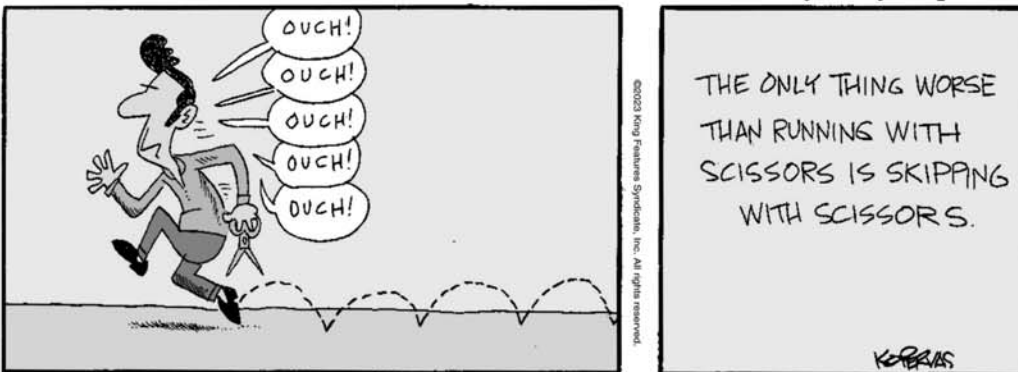 OUCH!
OUCH!
OUCH!
OUCH!
OUCH!
©2023 King Features Syndicate, Inc. All rights reserved.
THE ONLY THING WORSE
THAN RUNNING WITH
SCISSORS IS SKIPPING
WITH SCISSORS.
KOPERVAS